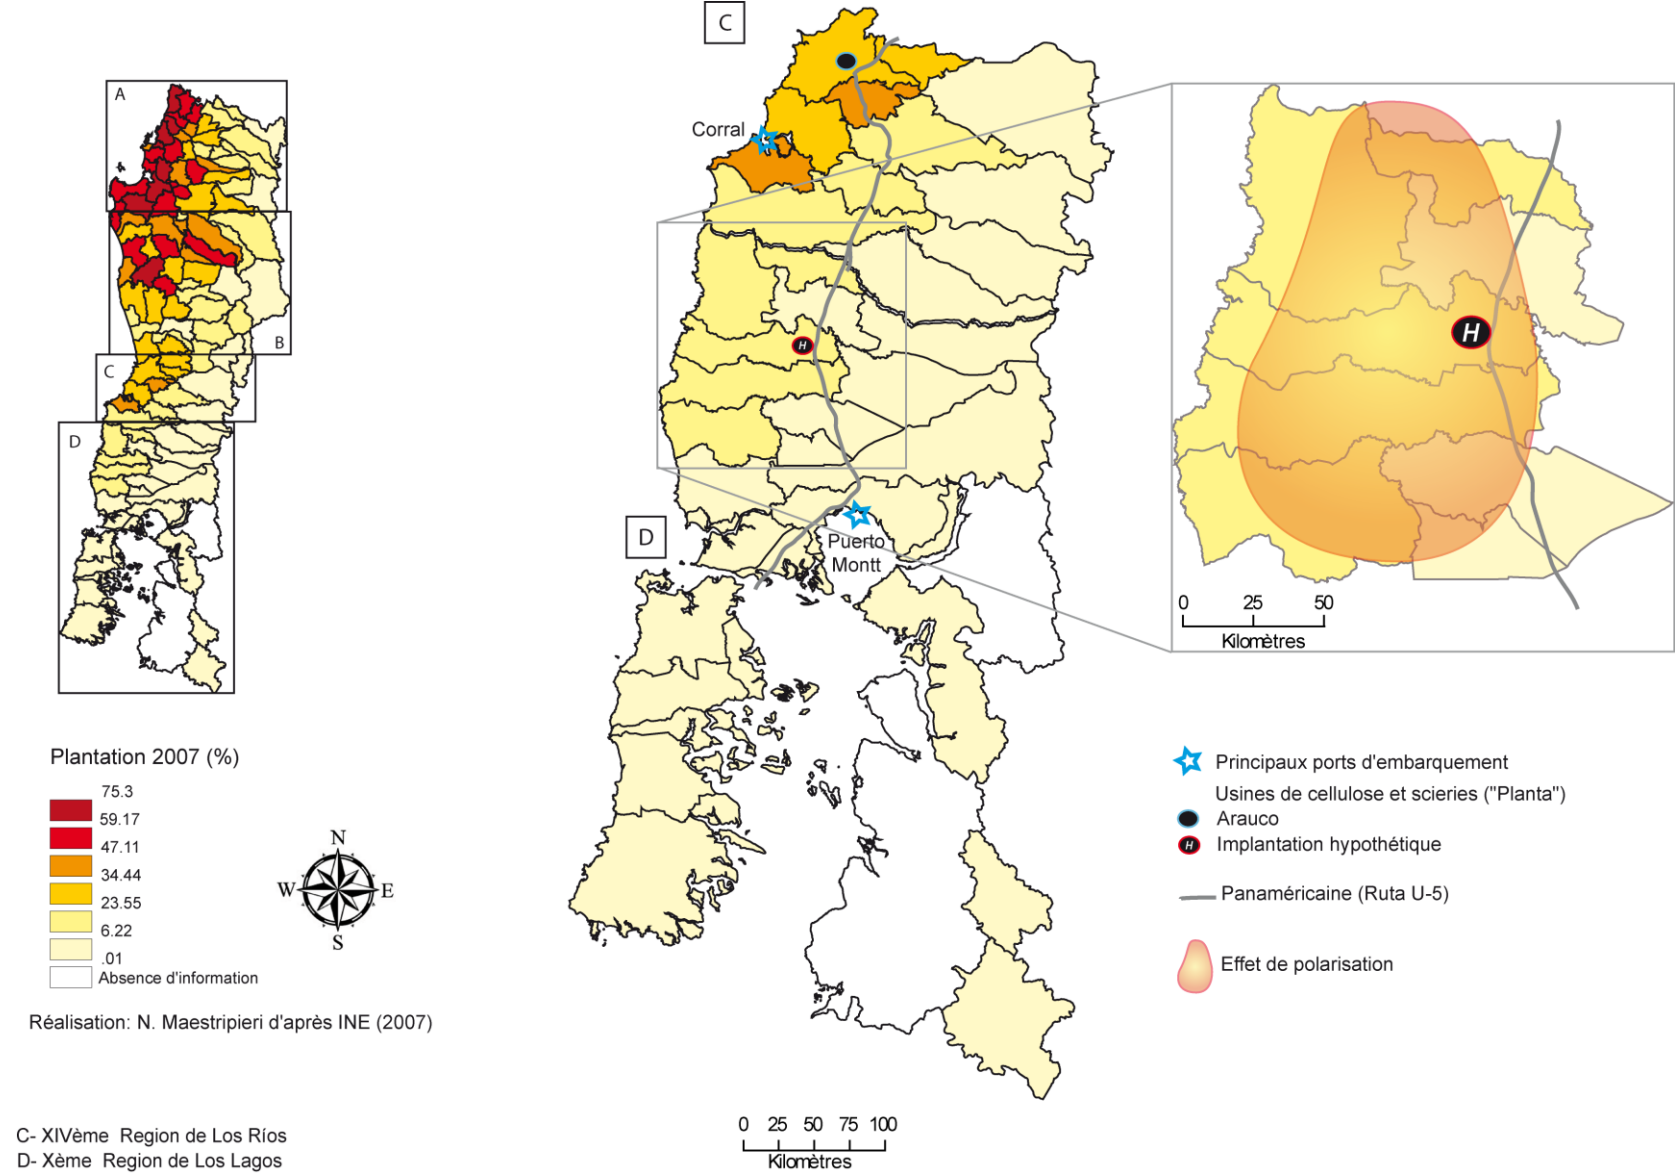 A
B
C
D
Plantation 2007 (%)
75.3
59.17
47.11
34.44
23.55
6.22
.01
Absence d'information
N
W
E
S
Réalisation: N. Maestripieri d'après INE (2007)
C- XIVème Region de Los Ríos
D- Xème Region de Los Lagos
C
Corral
H
D
Puerto
Montt
0 25 50 75 100
Kilomètres
H
0 25 50
Kilomètres
Principaux ports d'embarquement
Usines de cellulose et scieries ("Planta")
Arauco
H Implantation hypothétique
Panaméricaine (Ruta U-5)
Effet de polarisation